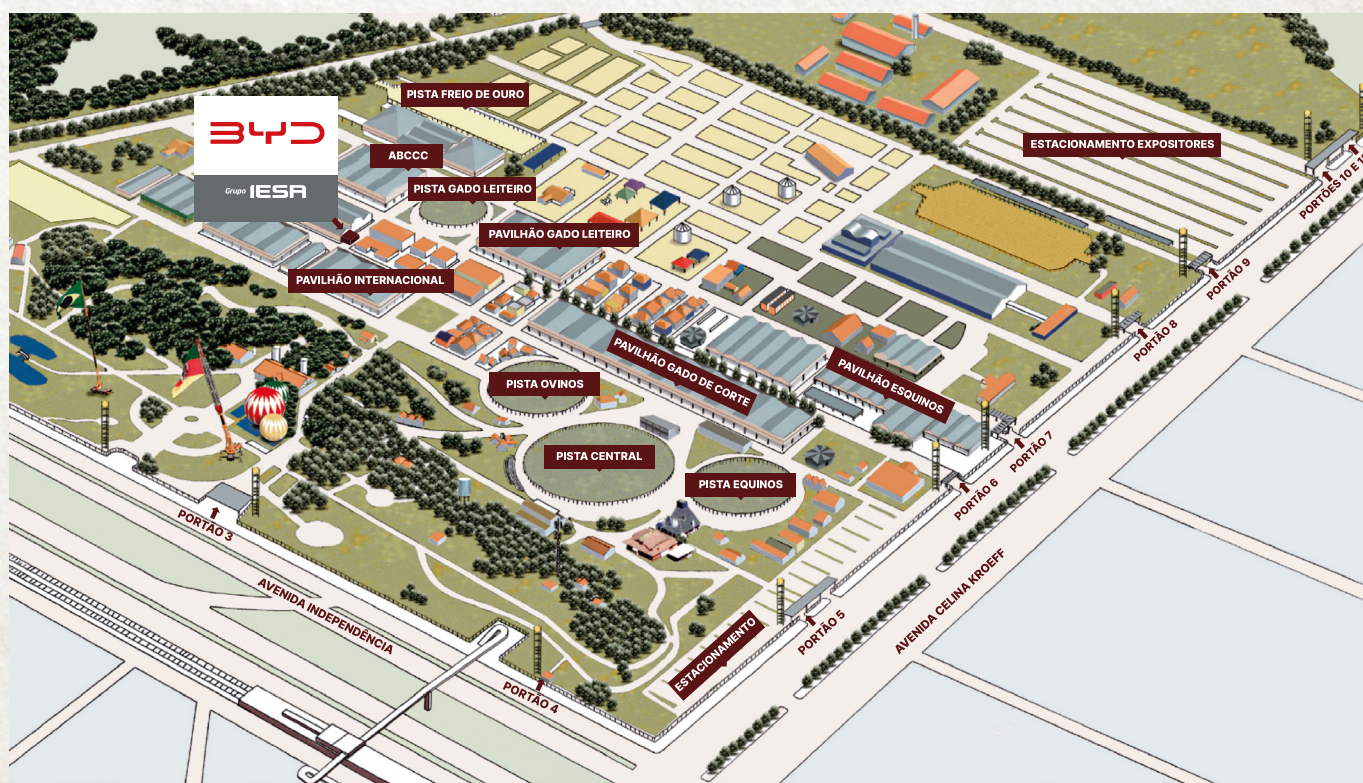 PISTA FREIO DE OURO
BYD
Grupo IESA
ABCCC
ESTACIONAMENTO EXPOSITORES
PISTA GADO LEITEIRO
PORTÕES 10 E 11
PAVILHÃO GADO LEITEIRO
PAVILHÃO INTERNACIONAL
PORTÃO 9
PORTÃO 8
PAVILHÃO GADO DE CORTE
PAVILHÃO ESQUINOS
PISTA OVINOS
PORTÃO 7
PISTA CENTRAL
PISTA EQUINOS
PORTÃO 6
PORTÃO 3
AVENIDA INDEPENDÊNCIA
AVENIDA CELINA KROEFF
PORTÃO 5
ESTACIONAMENTO
PORTÃO 4